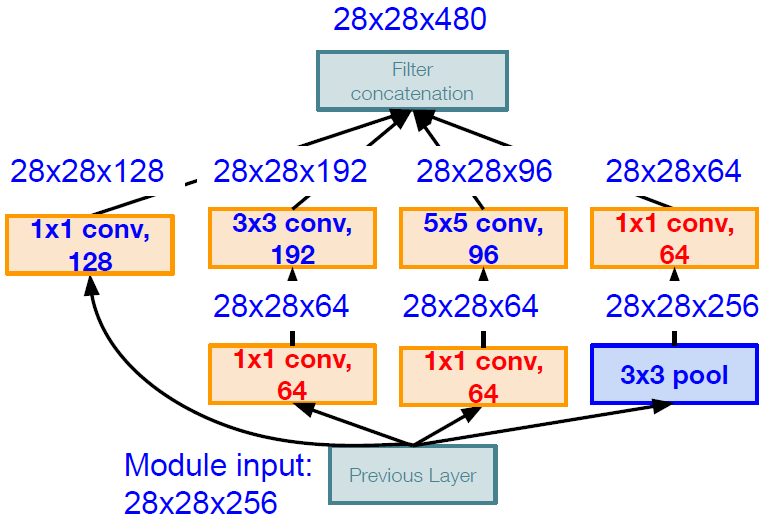 28x28x480
Filter
concatenation
28x28x128
28x28x192
28x28x96
28x28x64
1x1 conv,
128
3x3 conv,
192
5x5 conv,
96
1x1 conv,
64
28x28x64
28x28x64
28x28x256
1x1 conv,
64
1x1 conv,
64
3x3 pool
Module input:
28x28x256
Previous Layer